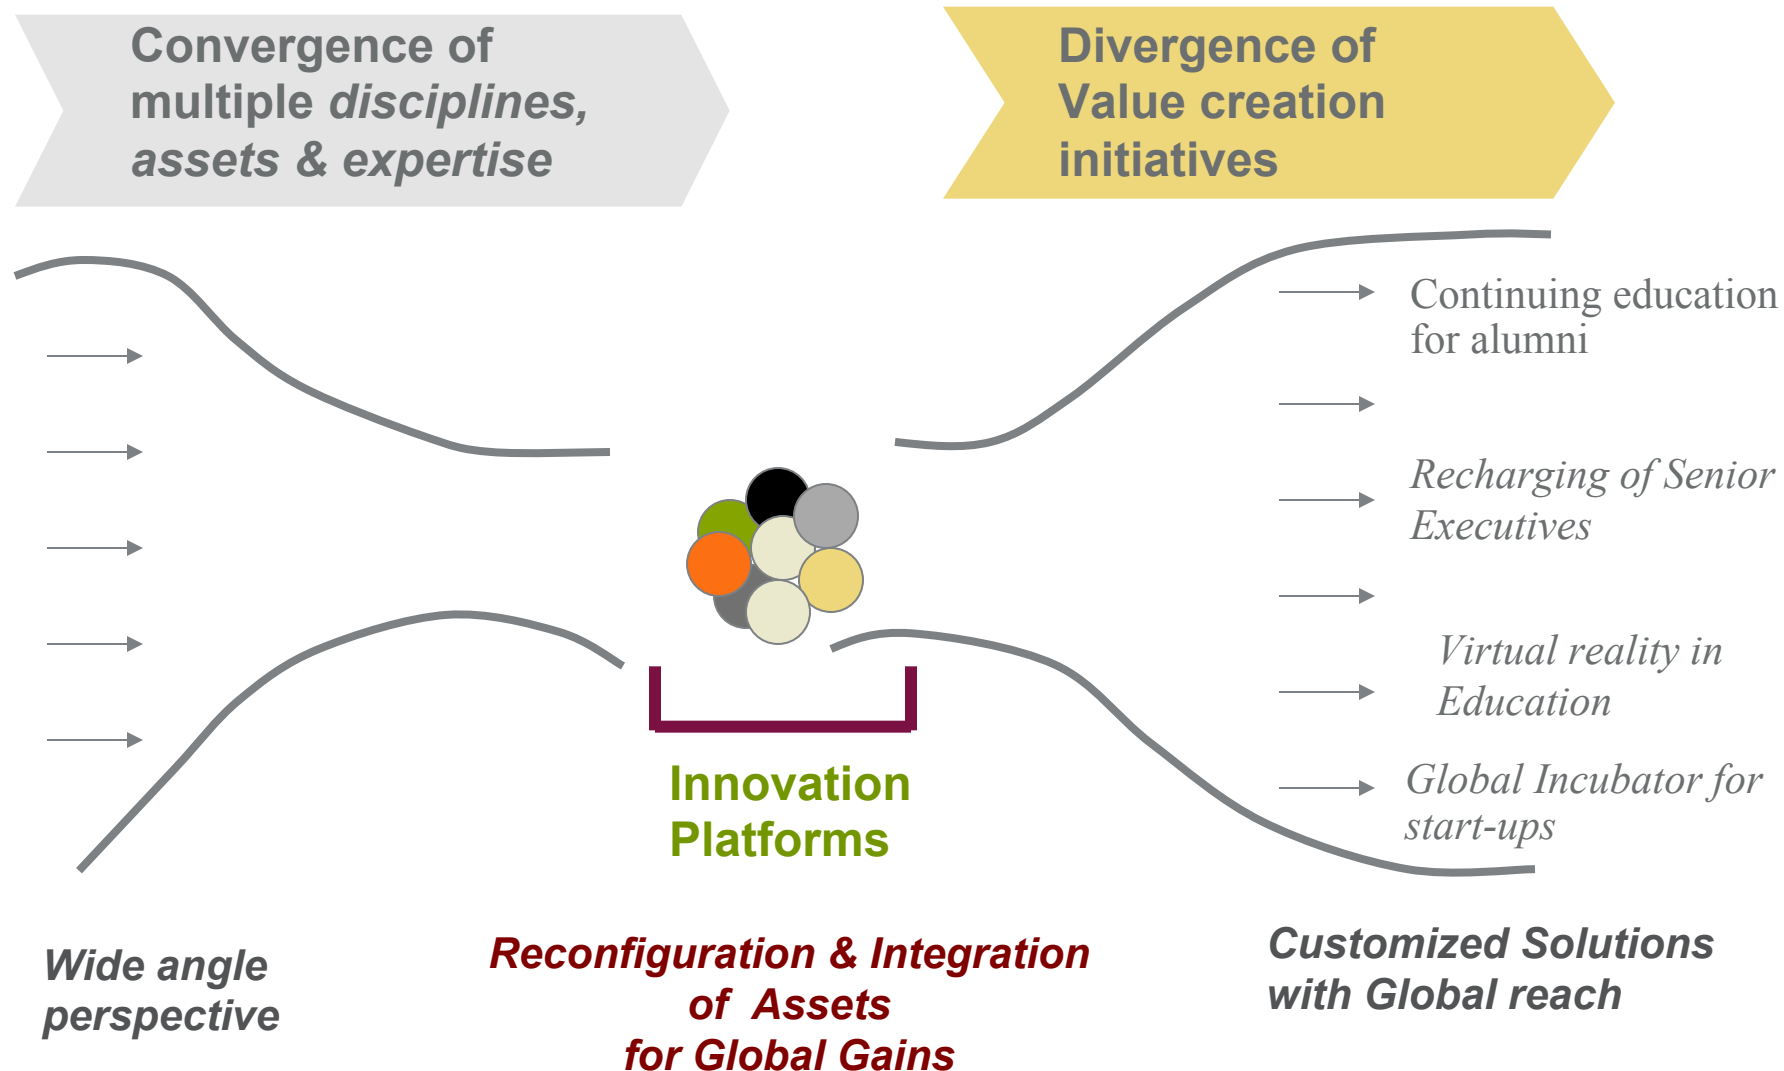 Convergence of
multiple disciplines,
assets & expertise
Divergence of
Value creation
initiatives
Continuing education
for alumni
Recharging of Senior
Executives
Virtual reality in
Education
Global Incubator for
start-ups
Innovation
Platforms
Wide angle
perspective
Reconfiguration & Integration
of Assets
for Global Gains
Customized Solutions
with Global reach